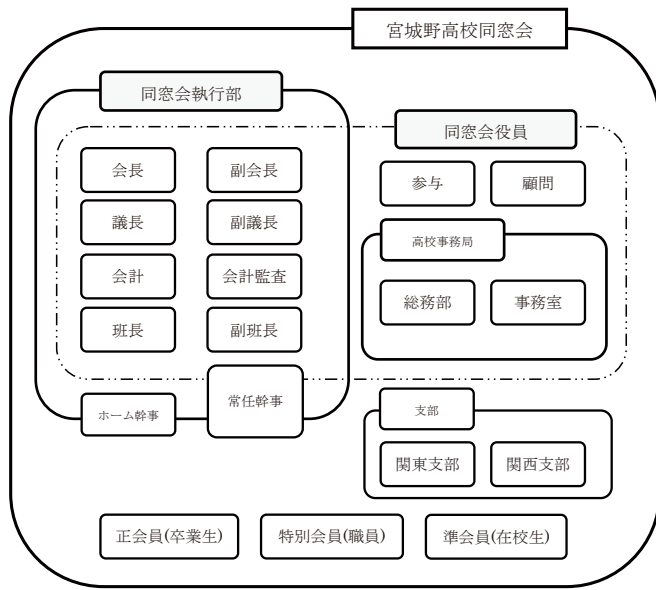 宮城野高校同窓会
同窓会執行部
同窓会役員
会長
副会長
参与
顧問
議長
副議長
高校事務局
会計
会計監査
総務部
事務室
班長
副班長
ホーム幹事
常任幹事
支部
関東支部
関西支部
正会員(卒業生)
特別会員(職員)
準会員(在校生)